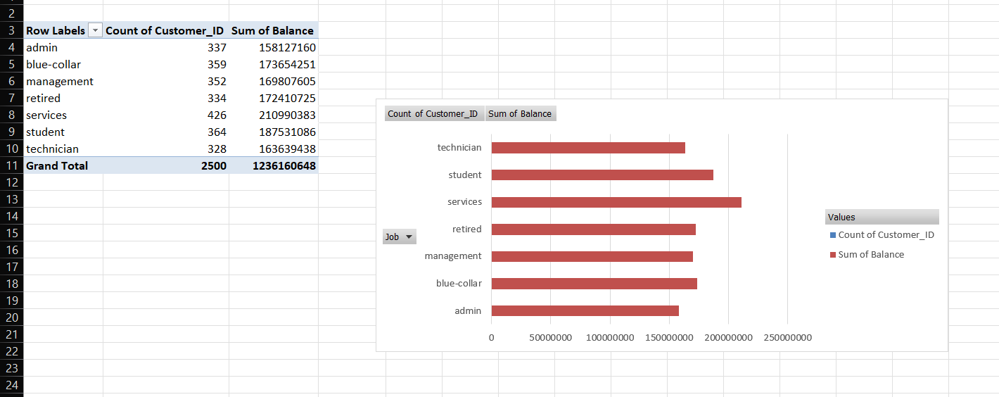 2
3 Row Labels Count of Customer_ID Sum of Balance
4 admin 337 158127160
5 blue-collar 359 173654251
6 management 352 169807605
7 retired 334 172410725
8 services 426 210990383
9 student 364 187531086
10 technician 328 163639438
11 Grand Total 2500 1236160648
12
13
14
15
16
17
18
19
20
21
22
23
24
Count of Customer_ID Sum of Balance
technician
student
services
retired
management
blue-collar
admin
Job
0 50000000 100000000 150000000 200000000 250000000
Values
Count of Customer_ID
Sum of Balance